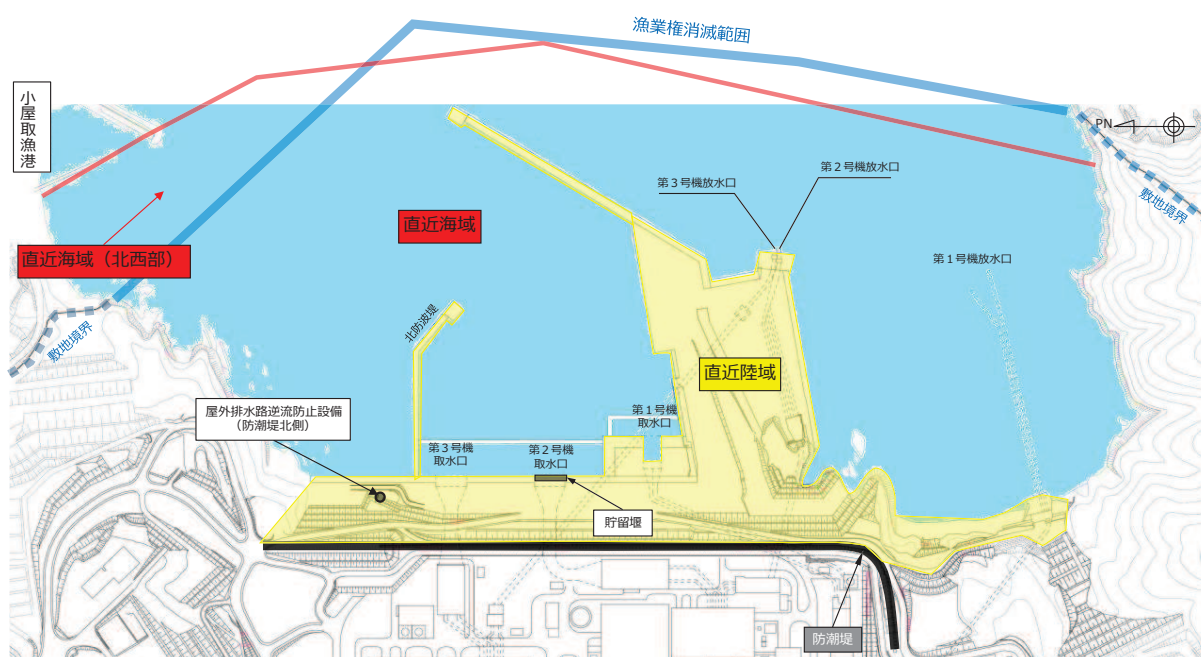 漁業権消滅範囲
小屋取漁港
PN
第3号機放水口
第2号機放水口
敷地境界
直近海域
直近海域（北西部）
第1号機放水口
北防波堤
敷地境界
直近陸域
屋外排水路逆流防止設備
（防潮堤北側）
第1号機
取水口
第3号機
取水口
第2号機
取水口
貯留堰
防潮堤